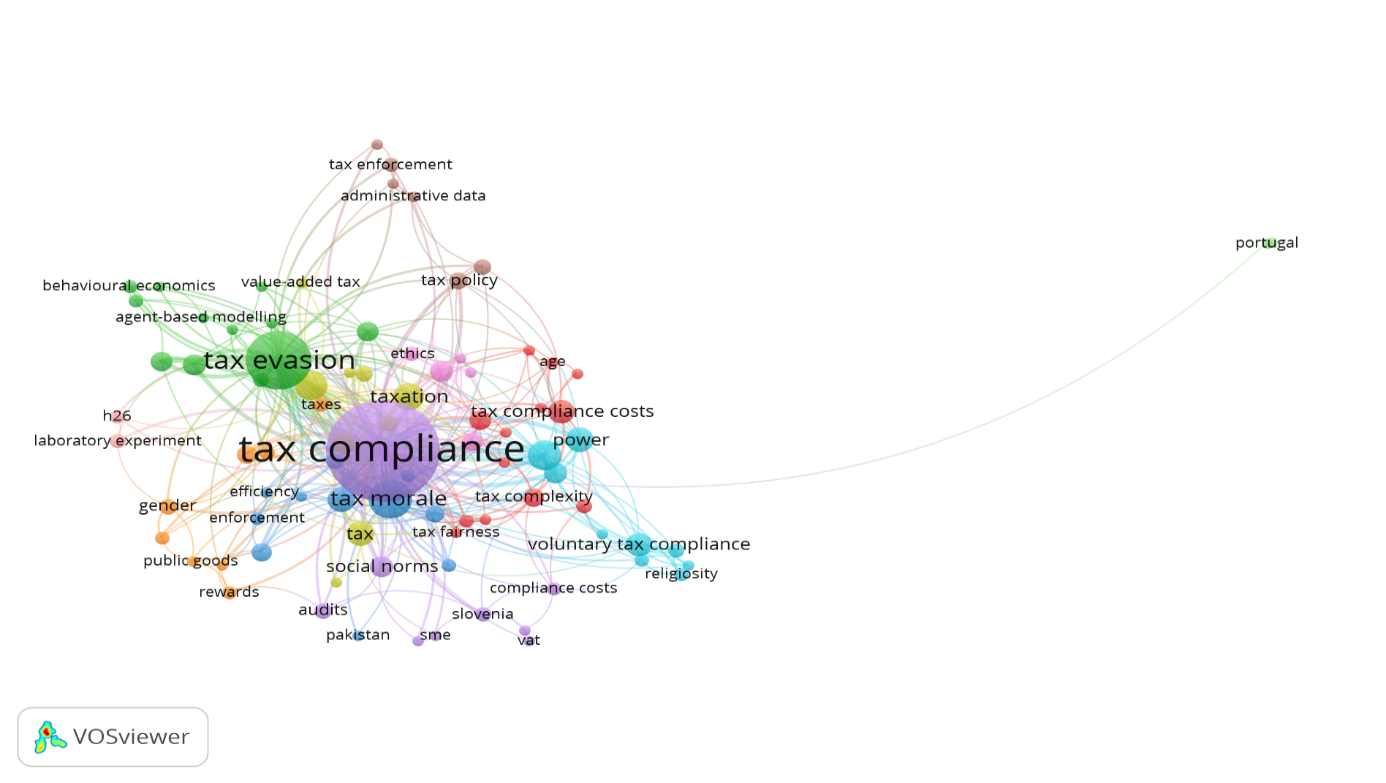 tax enforcement
administrative data
portugal
tax policy
behavioural economics
value-added tax
agent-based modelling
ethics
tax evasion
age
taxation
taxes
h26
tax compliance costs
laboratory experiment
tax compliance
power
efficiency
tax morale
tax complexity
gender
enforcement
tax
tax fairness
voluntary tax compliance
public goods
social norms
religiosity
rewards
compliance costs
audits
slovenia
pakistan
sme
vat
VOSviewer